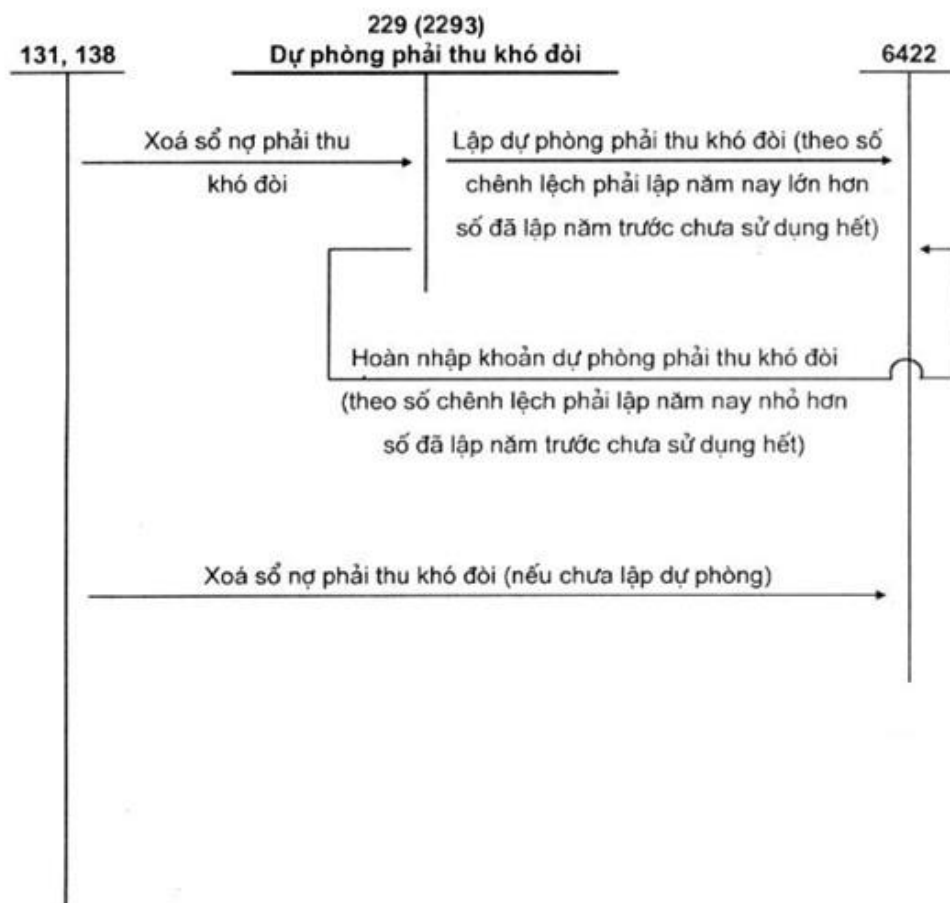 229 (2293)
131, 138 Dự phòng phải thu khó đòi 6422
Xoá sổ nợ phải thu
khó đòi
Lập dự phòng phải thu khó đòi (theo số
chênh lệch phải lập năm nay lớn hơn
số đã lập năm trước chưa sử dụng hết)
Hoàn nhập khoản dự phòng phải thu khó đòi
(theo số chênh lệch phải lập năm nay nhỏ hơn
số đã lập năm trước chưa sử dụng hết)
Xoá sổ nợ phải thu khó đòi (nếu chưa lập dự phòng)